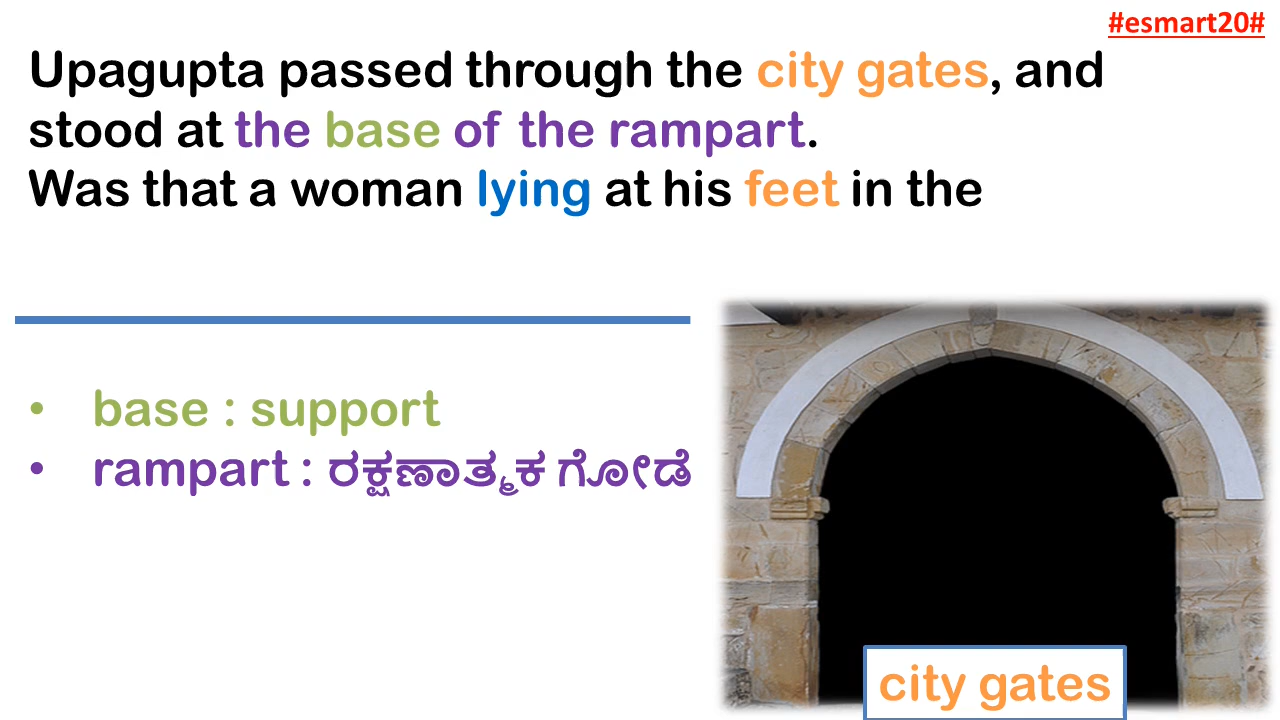 #esmart20#
Upagupta passed through the city gates, and
stood at the base of the rampart.
Was that a woman lying at his feet in the
• base : support
• rampart : ರಕ್ಷಣಾತ್ಮಕ ಗೋಡೆ
city gates